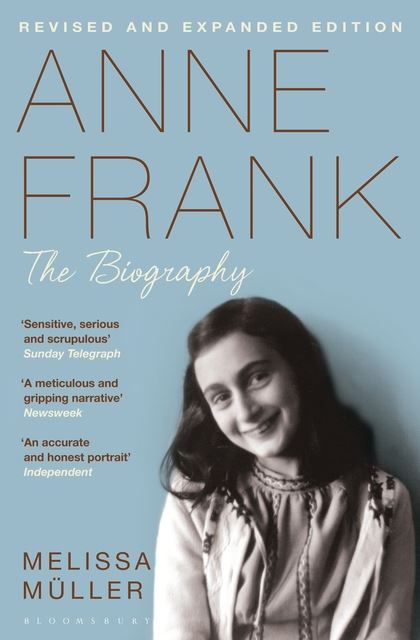 REVISED AND EXPANDED EDITION
ANNE
FRANK
The Biography
‘Sensitive, serious
and scrupulous’
Sunday Telegraph
‘A meticulous and
gripping narrative’
Newsweek
‘An accurate
and honest portrait’
Independent
MELISSA
MÜLLER
BLOOMSBURY